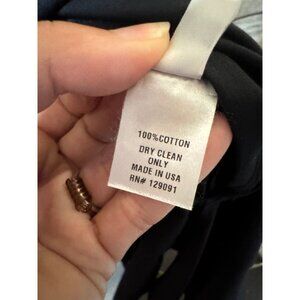 100%COTTON
DRY CLEAN
ONLY
MADE IN USA
RN# 129091